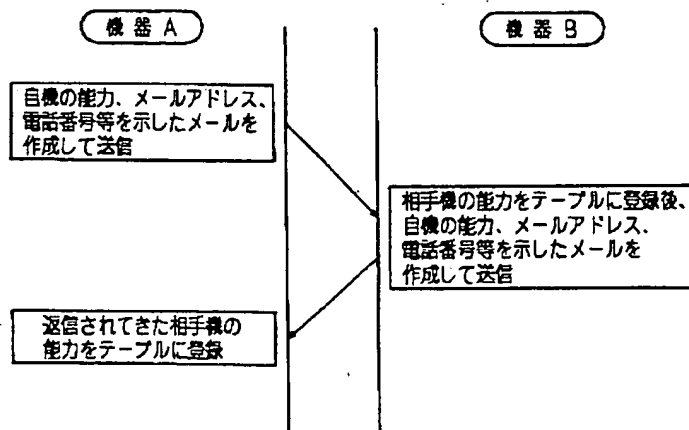 機器A
機器B
自機の能力、メールアドレス、
電話番号等を示したメールを
作成して送信
相手機の能力をテーブルに登録後、
自機の能力、メールアドレス、
電話番号等を示したメールを
作成して送信
返信されてきた相手機の
能力をテーブルに登録